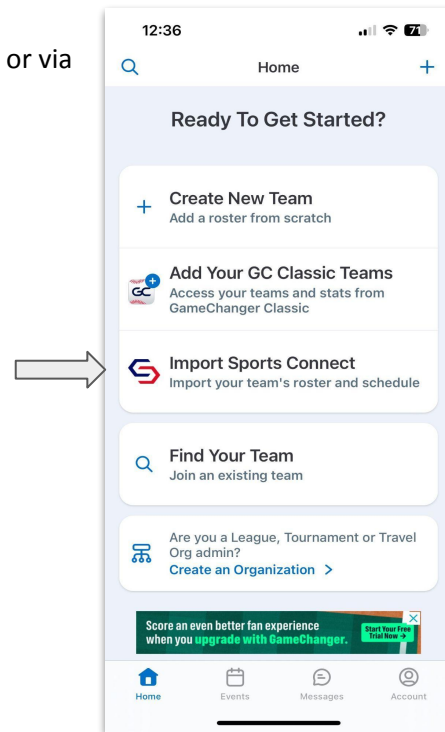 or via
12:36
71
Home
Ready To Get Started?
Create New Team
Add a roster from scratch
GC
Add Your GC Classic Teams
Access your teams and stats from
GameChanger Classic
Import Sports Connect
Import your team's roster and schedule
Find Your Team
Join an existing team
Are you a League, Tournament or Travel
Org admin?
Create an Organization >
Score an even better fan experience
when you upgrade with GameChanger.
Start Your Free
Trial Now →
Home
Events
Messages
Account